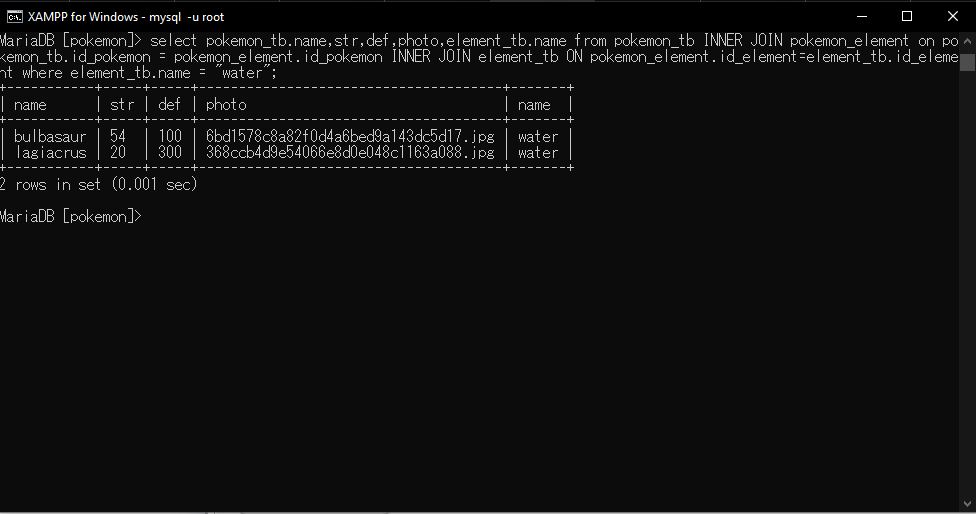 XAMPP for Windows - mysql -u root
MariaDB [pokemon]> select pokemon_tb.name,str,def,photo,element_tb.name from pokemon_tb INNER JOIN pokemon_element on po
kemon_tb.id_pokemon = pokemon_element.id_pokemon INNER JOIN element_tb ON pokemon_element.id_element=element_tb.id_eleme
nt where element_tb.name = "water";
+-----------+-----+-----+--------------------------------------+-------+
| name | str | def | photo | name |
+-----------+-----+-----+--------------------------------------+-------+
| bulbasaur | 54 | 100 | 6bd1578c8a82f0d4a6bed9a143dc5d17.jpg | water |
| lagiacrus | 20 | 300 | 368ccb4d9e54066e8d0e048c1163a088.jpg | water |
+-----------+-----+-----+--------------------------------------+-------+
2 rows in set (0.001 sec)
MariaDB [pokemon]>